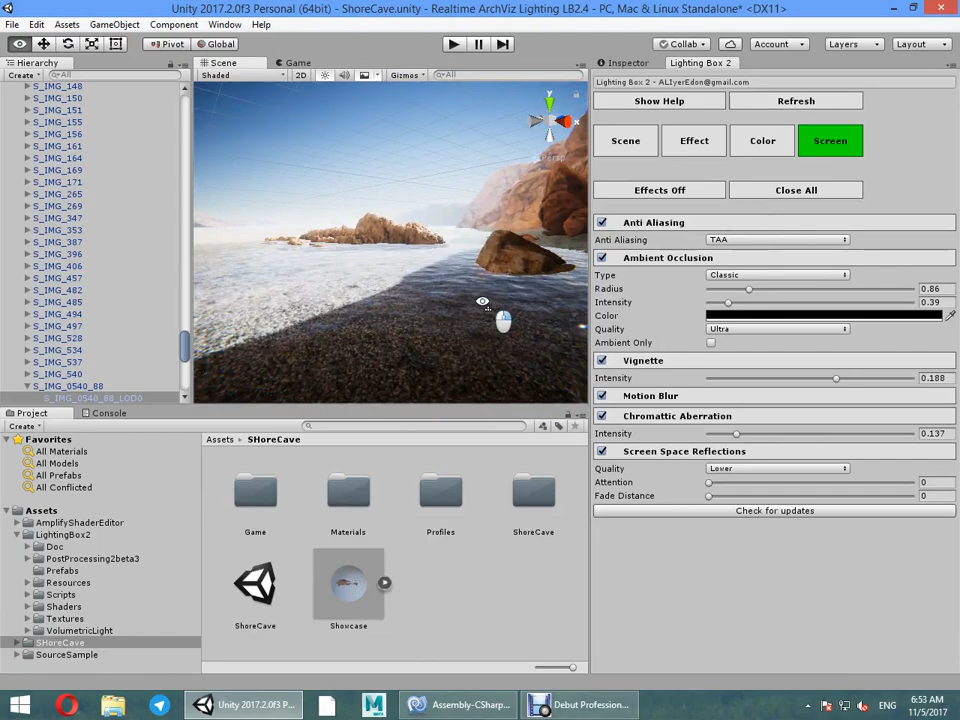 Unity 2017.2.0f3 Personal (64bit) - ShoreCave.unity - Realtime ArchViz Lighting LB2.4 - PC, Mac & Linux Standalone* <DX11>
File Edit Assets GameObject Component Window Help
Pivot Global Collab Account Layers Layout
Hierarchy Scene Game Inspector Lighting Box 2
Create All Shaded 2D Gizmos All Lighting Box 2 - ALIyerEdon@gmail.com
S_IMG_148
S_IMG_150
S_IMG_151
S_IMG_155
S_IMG_156
S_IMG_161
S_IMG_164
S_IMG_169
S_IMG_171
S_IMG_265
S_IMG_269
S_IMG_347
S_IMG_353
S_IMG_387
S_IMG_396
S_IMG_406
S_IMG_457
S_IMG_482
S_IMG_485
S_IMG_494
S_IMG_497
S_IMG_528
S_IMG_534
S_IMG_537
S_IMG_540
S_IMG_0540_88
S_IMG_0540_88_LOD0
y
x
Persp
Show Help Refresh
Scene Effect Color Screen
Effects Off Close All
Anti Aliasing
Anti Aliasing TAA
Ambient Occlusion
Type Classic
Radius 0.86
Intensity 0.39
Color
Quality Ultra
Ambient Only
Vignette
Intensity 0.188
Motion Blur
Chromattic Aberration
Intensity 0.137
Screen Space Reflections
Quality Lover
Attention 0
Fade Distance 0
Check for updates
Project Console
Create
Favorites
All Materials
All Models
All Prefabs
All Conflicted
Assets
AmplifyShaderEditor
LightingBox2
Doc
PostProcessing2beta3
Prefabs
Resources
Scripts
Shaders
Textures
VolumetricLight
SHoreCave
SourceSample
Assets SHoreCave
Game Materials Profiles ShoreCave
ShoreCave Showcase
Unity 2017.2.0f3 P... Assembly-CSharp... Debut Profession... ENG 6:53 AM
11/5/2017